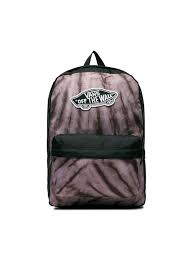 VANS
"OFF THE WALL"